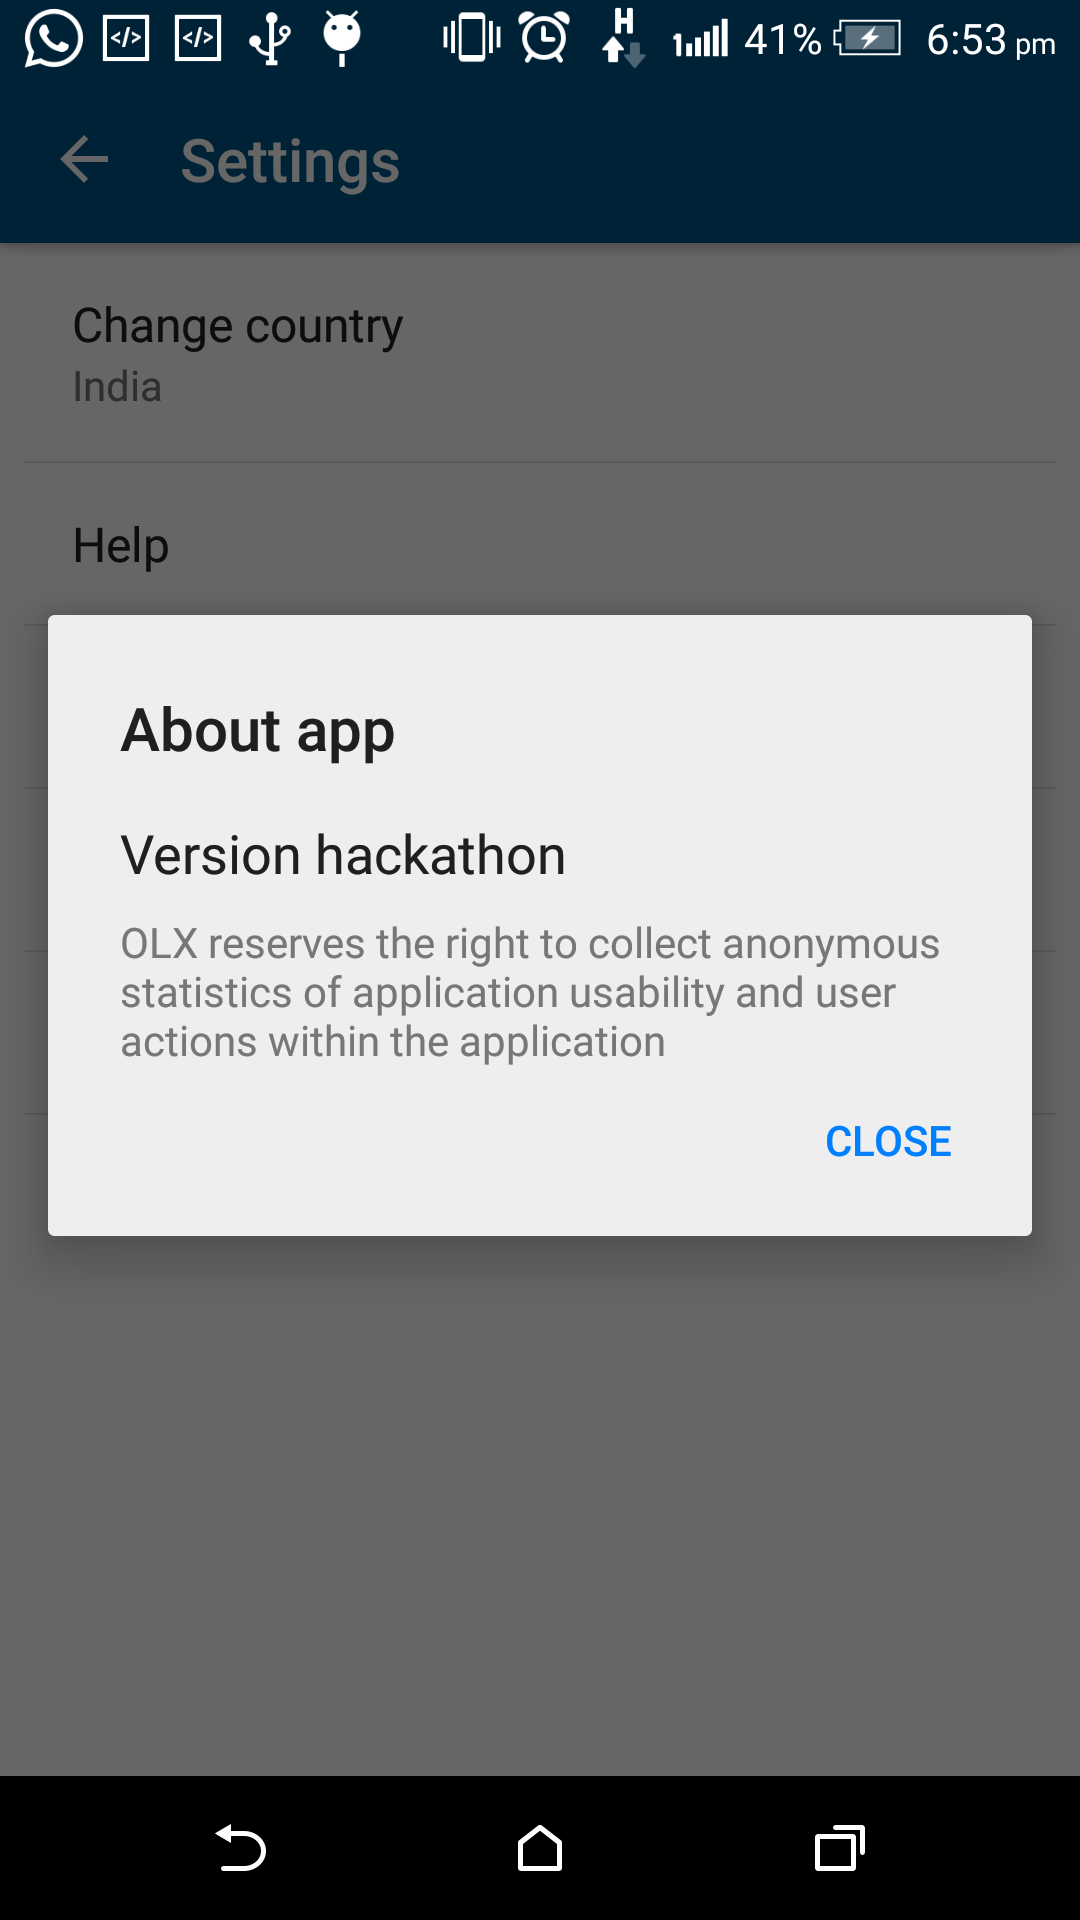 </> </> H 41% 6:53 pm
Settings
Change country
India
Help
About app
Version hackathon
OLX reserves the right to collect anonymous
statistics of application usability and user
actions within the application
CLOSE